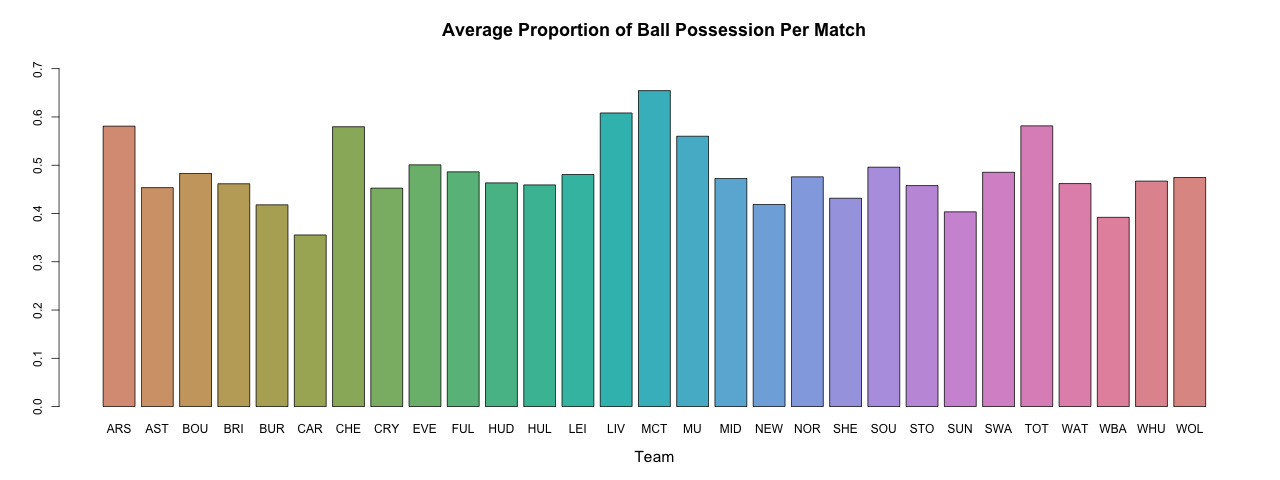 Average Proportion of Ball Possession Per Match
0.7
0.6
0.5
0.4
0.3
0.2
0.1
0.0
ARS AST BOU BRI BUR CAR CHE CRY EVE FUL HUD HUL LEI LIV MCT MU MID NEW NOR SHE SOU STO SUN SWA TOT WAT WBA WHU WOL
Team